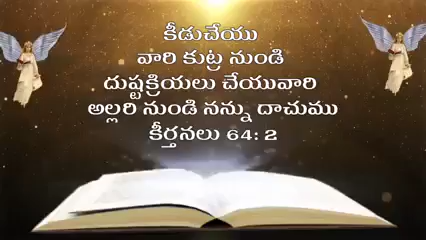 కీడుచేయు
వారి కుట్ర నుండి
దుష్టక్రియలు చేయువారి
అల్లరి నుండి నన్ను దాచుము
కీర్తనలు 64: 2